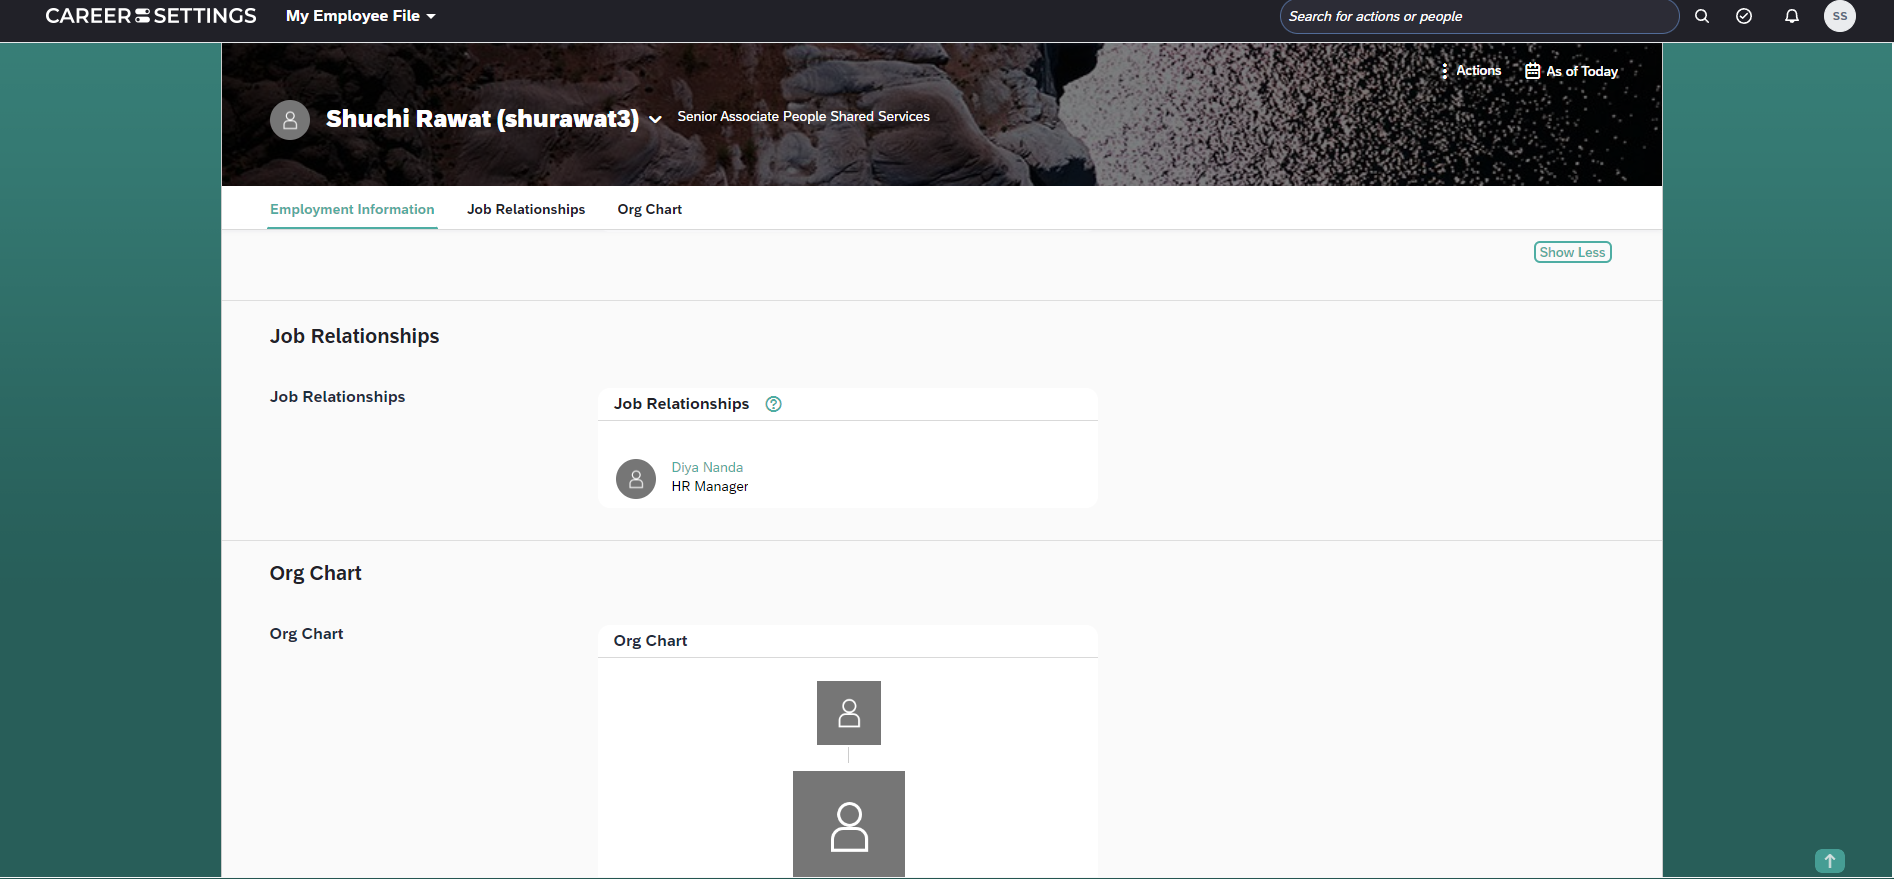 CAREER SETTINGS
My Employee File
Search for actions or people
SS
Actions
As of Today
Shuchi Rawat (shurawat3)
Senior Associate People Shared Services
Employment Information
Job Relationships
Org Chart
Show Less
Job Relationships
Job Relationships
Job Relationships
Diya Nanda
HR Manager
Org Chart
Org Chart
Org Chart